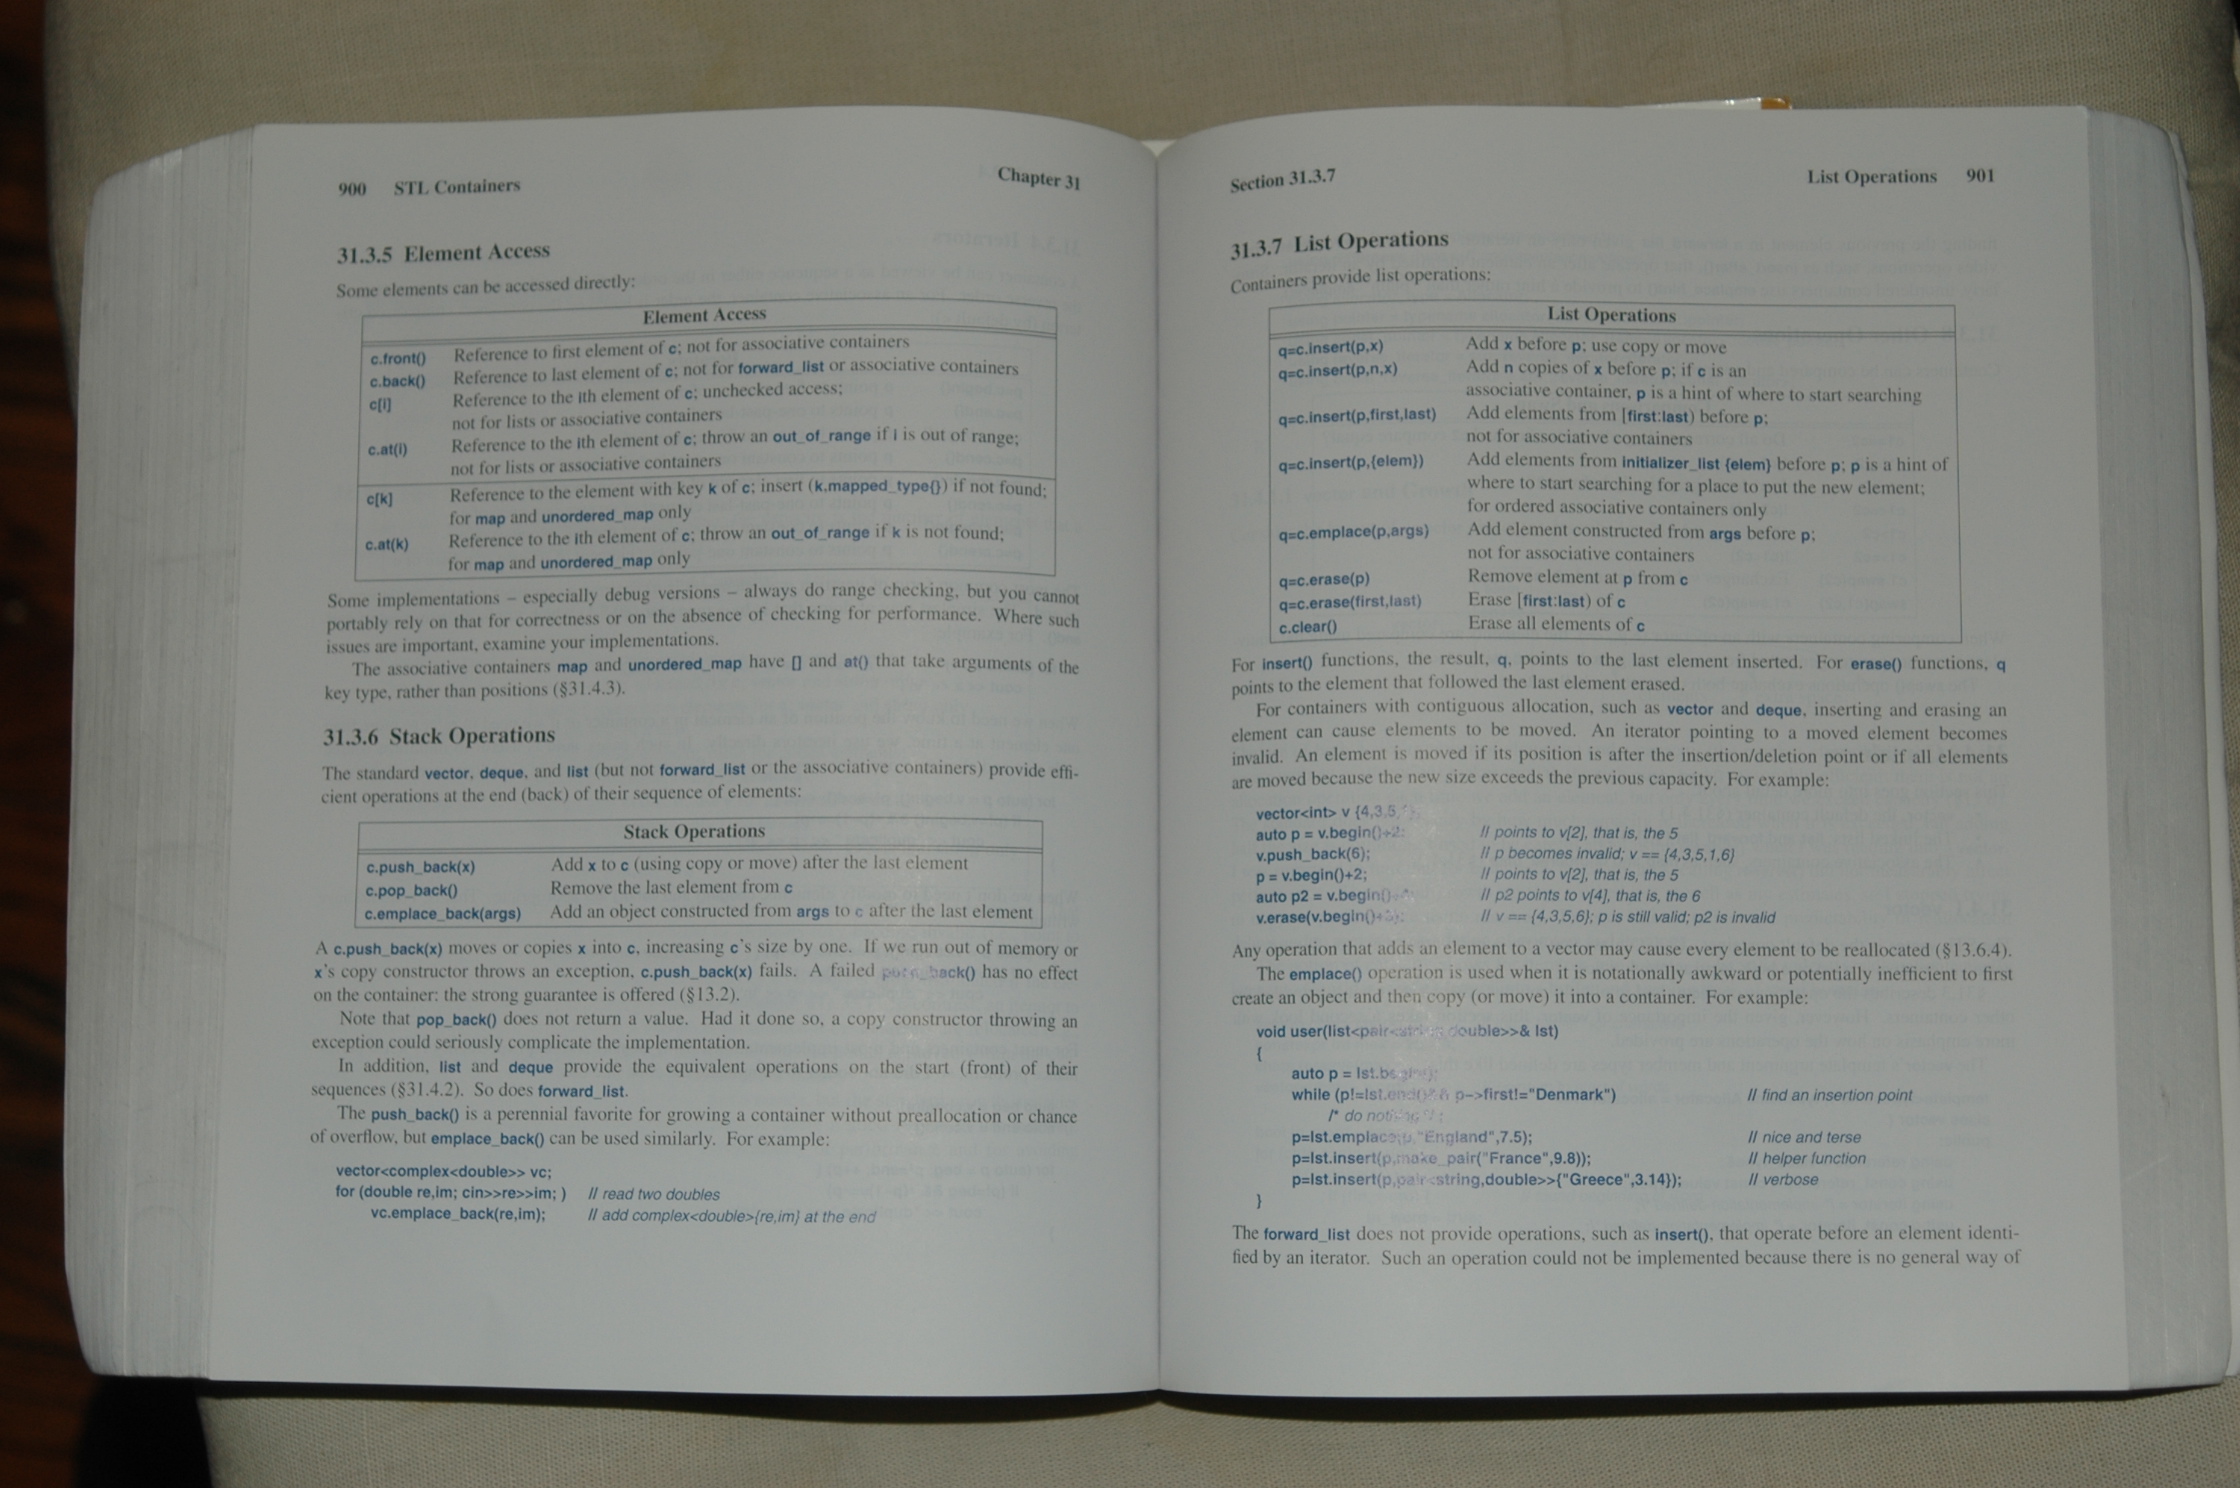 900 STL Containers Chapter 31
31.3.5 Element Access
Some elements can be accessed directly:
Element Access
c.front() Reference to first element of c; not for associative containers
c.back() Reference to last element of c; not for forward_list or associative containers
c[i] Reference to the ith element of c; unchecked access;
not for lists or associative containers
c.at(i) Reference to the ith element of c; throw an out_of_range if i is out of range;
not for lists or associative containers
c[k] Reference to the element with key k of c; insert (k,mapped_type{}) if not found;
for map and unordered_map only
c.at(k) Reference to the ith element of c; throw an out_of_range if k is not found;
for map and unordered_map only
Some implementations – especially debug versions – always do range checking, but you cannot
portably rely on that for correctness or on the absence of checking for performance. Where such
issues are important, examine your implementations.
The associative containers map and unordered_map have [] and at() that take arguments of the
key type, rather than positions (§31.4.3).
31.3.6 Stack Operations
The standard vector, deque, and list (but not forward_list or the associative containers) provide effi-
cient operations at the end (back) of their sequence of elements:
Stack Operations
c.push_back(x) Add x to c (using copy or move) after the last element
c.pop_back() Remove the last element from c
c.emplace_back(args) Add an object constructed from args to c after the last element
A c.push_back(x) moves or copies x into c, increasing c's size by one. If we run out of memory or
x's copy constructor throws an exception, c.push_back(x) fails. A failed push_back() has no effect
on the container: the strong guarantee is offered (§13.2).
Note that pop_back() does not return a value. Had it done so, a copy constructor throwing an
exception could seriously complicate the implementation.
In addition, list and deque provide the equivalent operations on the start (front) of their
sequences (§31.4.2). So does forward_list.
The push_back() is a perennial favorite for growing a container without preallocation or chance
of overflow, but emplace_back() can be used similarly. For example:
vector<complex<double>> vc;
for (double re,im; cin>>re>>im; ) // read two doubles
vc.emplace_back(re,im); // add complex<double>{re,im} at the end
Section 31.3.7 List Operations 901
31.3.7 List Operations
Containers provide list operations:
List Operations
q=c.insert(p,x) Add x before p; use copy or move
q=c.insert(p,n,x) Add n copies of x before p; if c is an
associative container, p is a hint of where to start searching
q=c.insert(p,first,last) Add elements from [first:last) before p;
not for associative containers
q=c.insert(p,{elem}) Add elements from initializer_list {elem} before p; p is a hint of
where to start searching for a place to put the new element;
for ordered associative containers only
q=c.emplace(p,args) Add element constructed from args before p;
not for associative containers
q=c.erase(p) Remove element at p from c
q=c.erase(first,last) Erase [first:last) of c
c.clear() Erase all elements of c
For insert() functions, the result, q, points to the last element inserted. For erase() functions, q
points to the element that followed the last element erased.
For containers with contiguous allocation, such as vector and deque, inserting and erasing an
element can cause elements to be moved. An iterator pointing to a moved element becomes
invalid. An element is moved if its position is after the insertion/deletion point or if all elements
are moved because the new size exceeds the previous capacity. For example:
vector<int> v {4,3,5
auto p = v.begin()+2; // points to v[2], that is, the 5
v.push_back(6); // p becomes invalid; v == {4,3,5,1,6}
p = v.begin()+2; // points to v[2], that is, the 5
auto p2 = v.begin() // p2 points to v[4], that is, the 6
v.erase(v.begin()+3); // v == {4,3,5,6}; p is still valid; p2 is invalid
Any operation that adds an element to a vector may cause every element to be reallocated (§13.6.4).
The emplace() operation is used when it is notationally awkward or potentially inefficient to first
create an object and then copy (or move) it into a container. For example:
void user(list<pair<string,double>>& lst)
{
auto p = lst.begin();
while (p!=lst.end()&& p->first!="Denmark") // find an insertion point
/* do nothing */ ;
p=lst.emplace(p,"England",7.5); // nice and terse
p=lst.insert(p,make_pair("France",9.8)); // helper function
p=lst.insert(p,pair<string,double>>{"Greece",3.14}); // verbose
}
The forward_list does not provide operations, such as insert(), that operate before an element identi-
fied by an iterator. Such an operation could not be implemented because there is no general way of